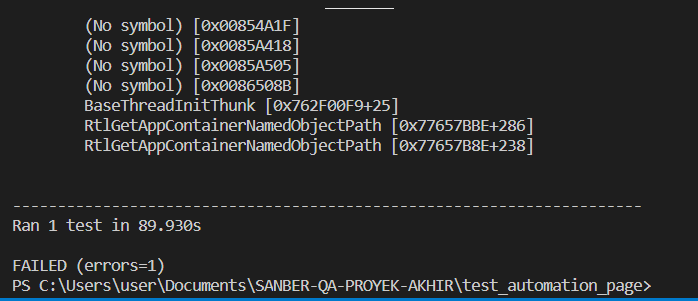 (No symbol) [0x00854A1F]
(No symbol) [0x0085A418]
(No symbol) [0x0085A505]
(No symbol) [0x0086508B]
BaseThreadInitThunk [0x762F00F9+25]
RtlGetAppContainerNamedObjectPath [0x77657BBE+286]
RtlGetAppContainerNamedObjectPath [0x77657B8E+238]
----------------------------------------------------------------------
Ran 1 test in 89.930s
FAILED (errors=1)
PS C:\Users\user\Documents\SANBER-QA-PROYEK-AKHIR\test_automation_page>